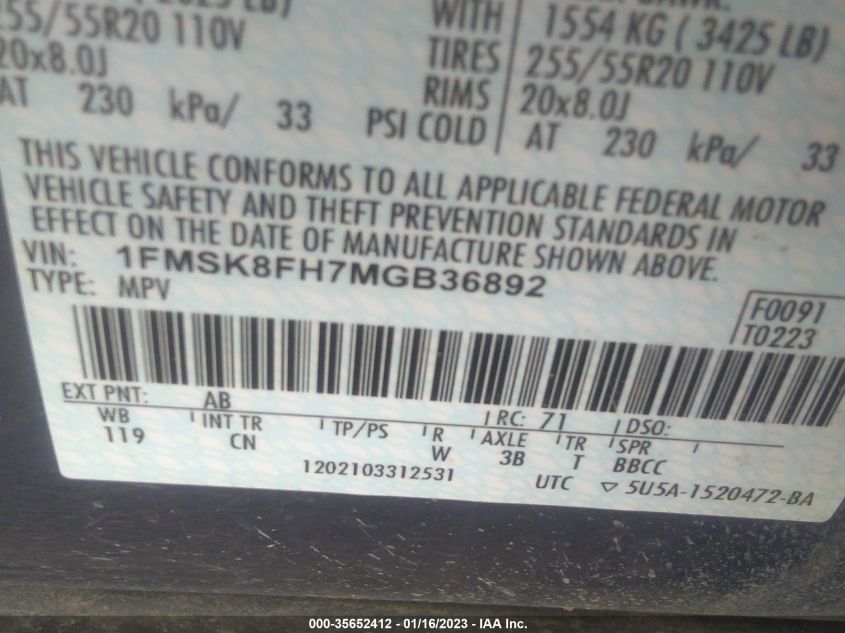 255/55R20 110V
20x8.0J
AT 230 kPa/ 33 PSI COLD
WITH 1554 KG ( 3425 LB)
TIRES 255/55R20 110V
RIMS 20x8.0J
AT 230 kPa/ 33
THIS VEHICLE CONFORMS TO ALL APPLICABLE FEDERAL MOTOR
VEHICLE SAFETY AND THEFT PREVENTION STANDARDS IN
EFFECT ON THE DATE OF MANUFACTURE SHOWN ABOVE.
VIN: 1FMSK8FH7MGB36892
TYPE: MPV
F0091
T0223
EXT PNT: AB RC: 71 DSO:
WB INT TR TP/PS R AXLE TR SPR
119 CN W 3B T BBCC
1202103312531 UTC ▽ 5U5A-1520472-BA
000-35652412 - 01/16/2023 - IAA Inc.